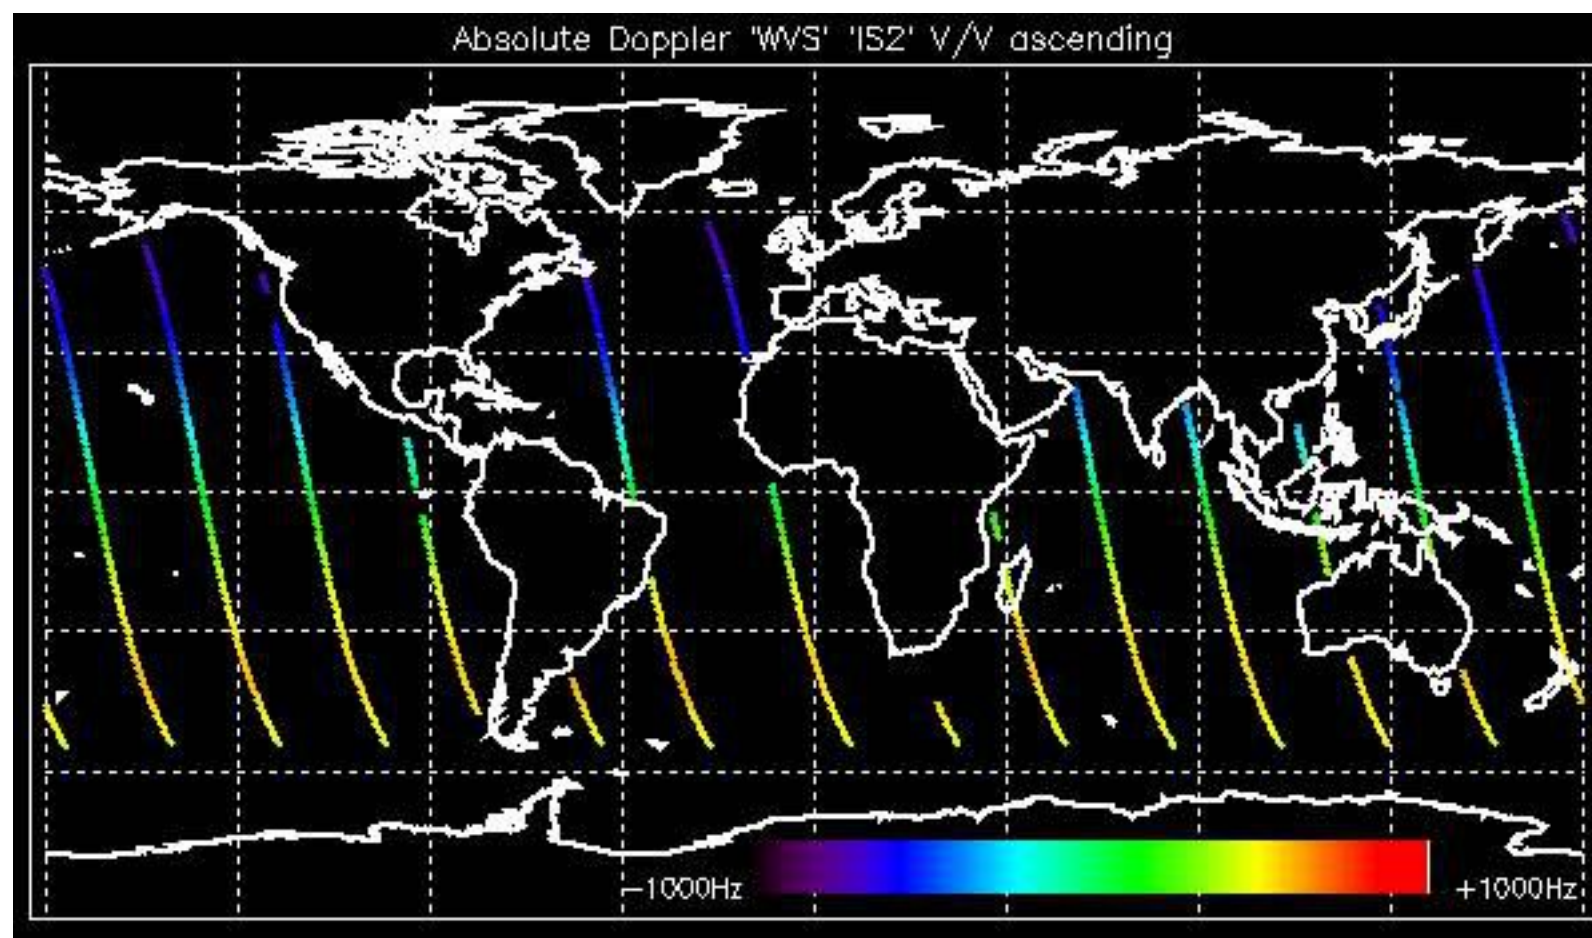 Absolute Doppler 'WVS' 'IS2' V/V ascending
-1000Hz +1000Hz